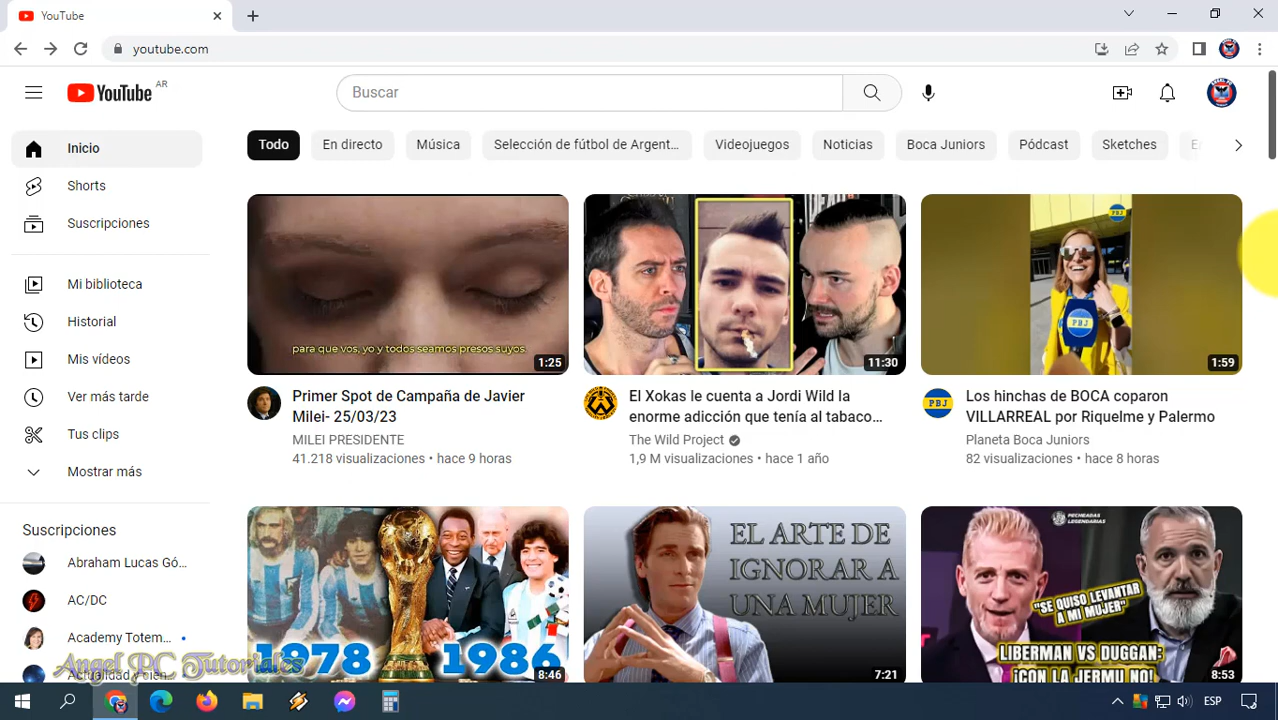 YouTube
youtube.com
YouTube AR
Buscar
Inicio
Shorts
Suscripciones
Mi biblioteca
Historial
Mis vídeos
Ver más tarde
Tus clips
Mostrar más
Suscripciones
Abraham Lucas Gó...
AC/DC
Academy Totem...
Actualidad y cien...
Angel PC Tutoriales
Todo
En directo
Música
Selección de fútbol de Argent...
Videojuegos
Noticias
Boca Juniors
Pódcast
Sketches
para que vos, yo y todos seamos presos suyos.
1:25
Primer Spot de Campaña de Javier
Milei- 25/03/23
MILEI PRESIDENTE
41.218 visualizaciones • hace 9 horas
11:30
El Xokas le cuenta a Jordi Wild la
enorme adicción que tenía al tabaco...
The Wild Project
1,9 M visualizaciones • hace 1 año
PBJ
PBJ
1:59
PBJ
Los hinchas de BOCA coparon
VILLARREAL por Riquelme y Palermo
Planeta Boca Juniors
82 visualizaciones • hace 8 horas
1978
1986
8:46
EL ARTE DE
IGNORAR A
UNA MUJER
7:21
PECHEADAS
LEGENDARIAS
"SE QUISO LEVANTAR
A MI MUJER"
LIBERMAN VS DUGGAN:
¡CON LA JERMU NO!
8:53
ESP